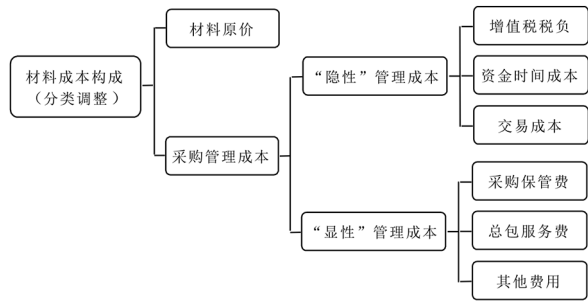 材料成本构成
（分类调整）
材料原价
采购管理成本
“隐性”管理成本
增值税税负
资金时间成本
交易成本
“显性”管理成本
采购保管费
总包服务费
其他费用